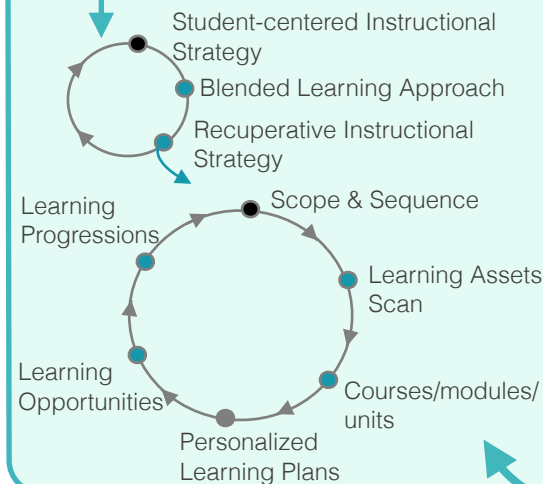 Student-centered Instructional
Strategy
Blended Learning Approach
Recuperative Instructional
Strategy
Scope & Sequence
Learning
Progressions
Learning Assets
Scan
Learning
Opportunities
Courses/modules/
units
Personalized
Learning Plans